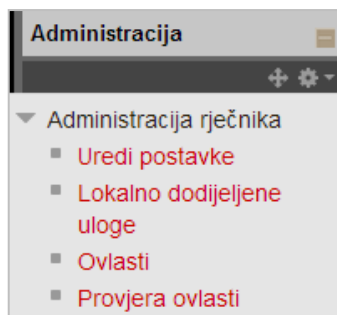 Administracija
Administracija rječnika
Uredi postavke
Lokalno dodijeljene
uloge
Ovlasti
Provjera ovlasti